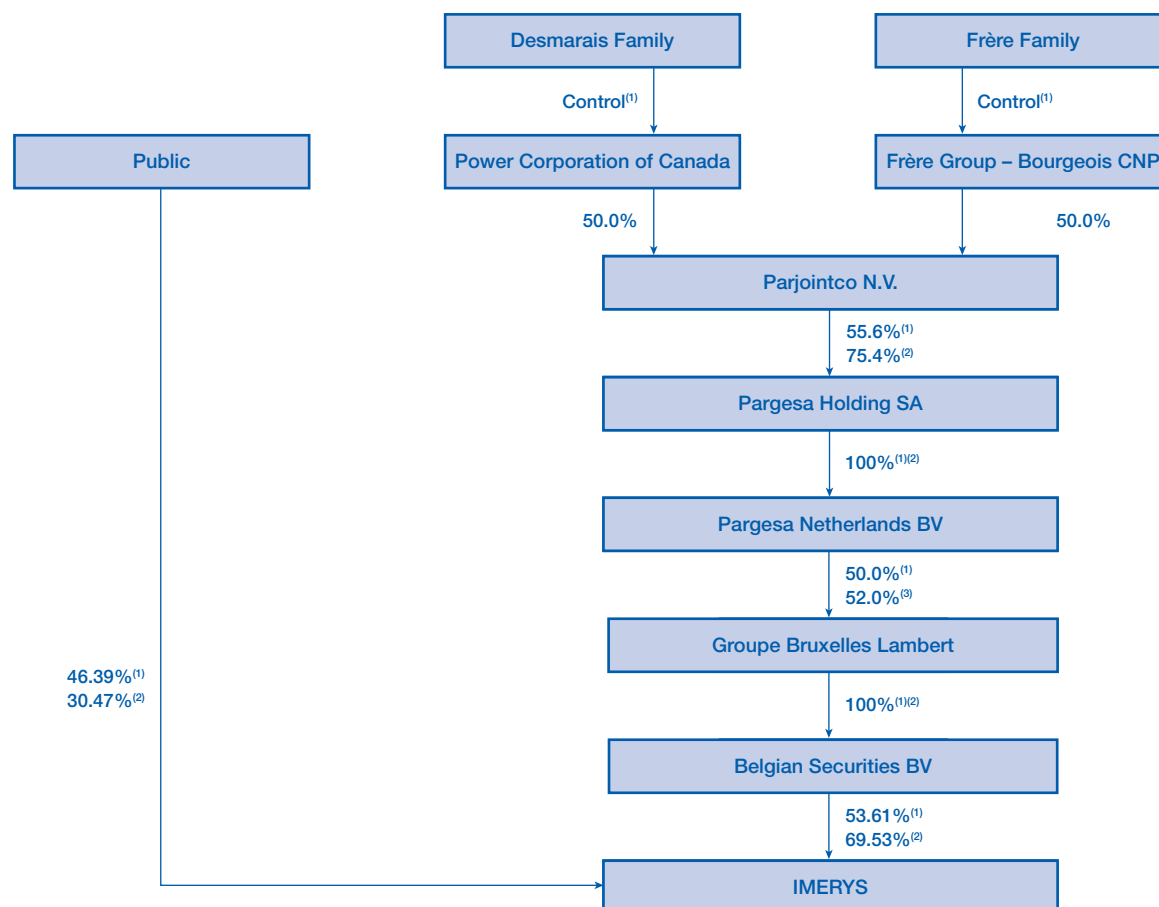 Desmarais Family
Frère Family
Control(1)
Control(1)
Public
Power Corporation of Canada
Frère Group – Bourgeois CNP
50.0%
50.0%
Parjointco N.V.
55.6%(1)
75.4%(2)
Pargesa Holding SA
100%(1)(2)
Pargesa Netherlands BV
50.0%(1)
52.0%(3)
Groupe Bruxelles Lambert
46.39%(1)
30.47%(2)
100%(1)(2)
Belgian Securities BV
53.61%(1)
69.53%(2)
IMERYS